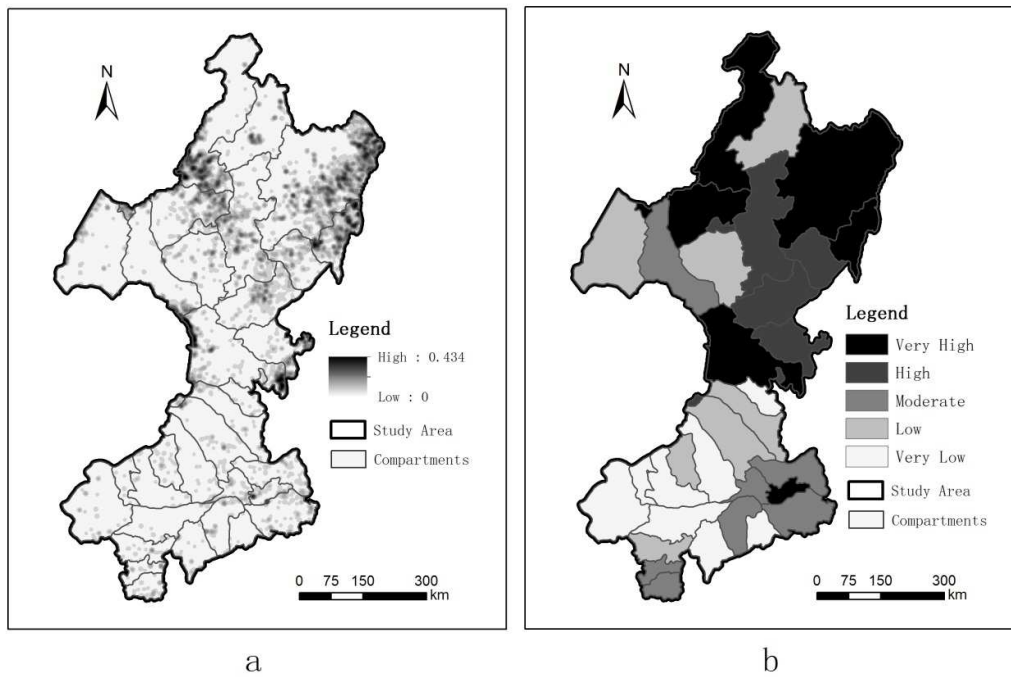 N
Legend
High : 0.434
Low : 0
Study Area
Compartments
0 75 150 300
km
a
N
Legend
Very High
High
Moderate
Low
Very Low
Study Area
Compartments
0 75 150 300
km
b